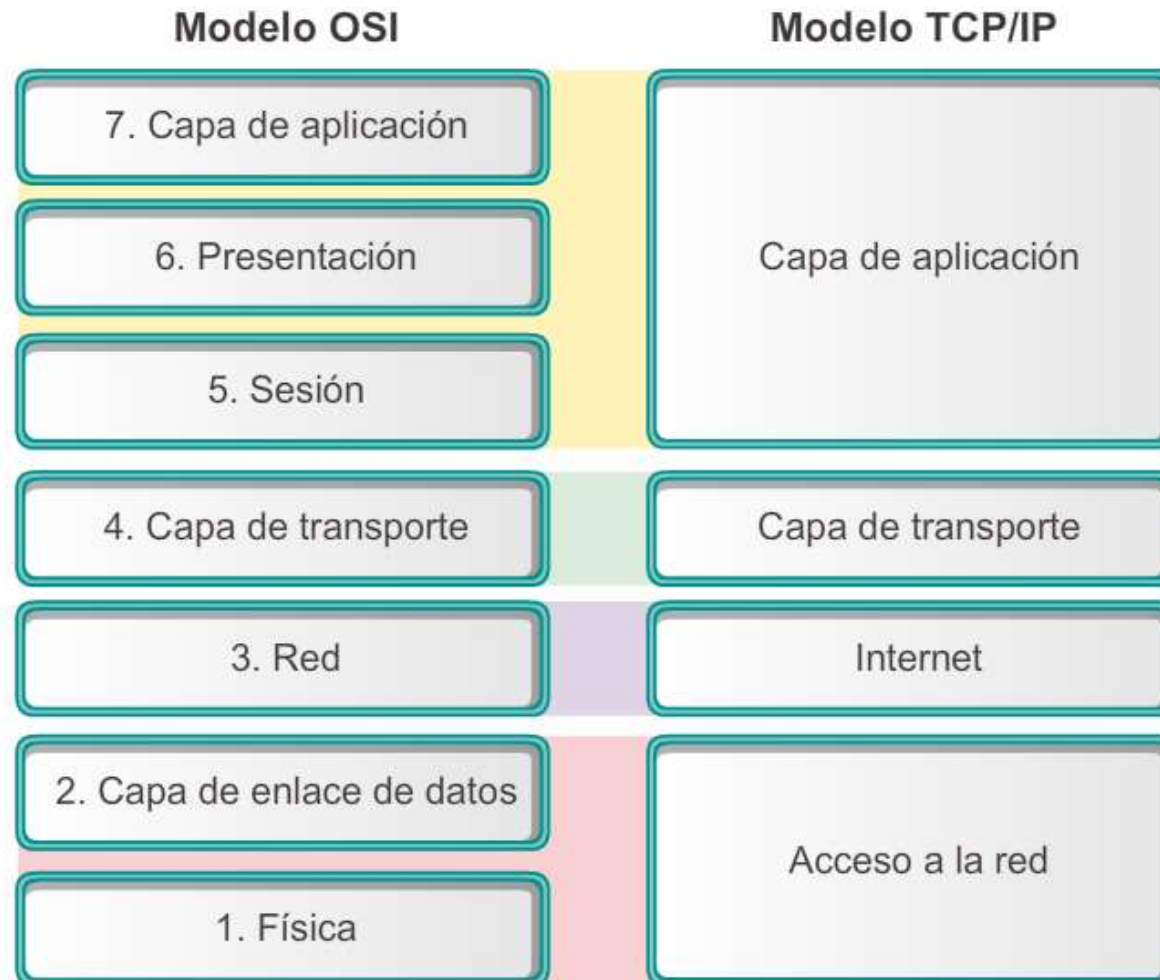 Modelo OSI
Modelo TCP/IP
7. Capa de aplicación
6. Presentación
5. Sesión
Capa de aplicación
4. Capa de transporte
Capa de transporte
3. Red
Internet
2. Capa de enlace de datos
1. Física
Acceso a la red